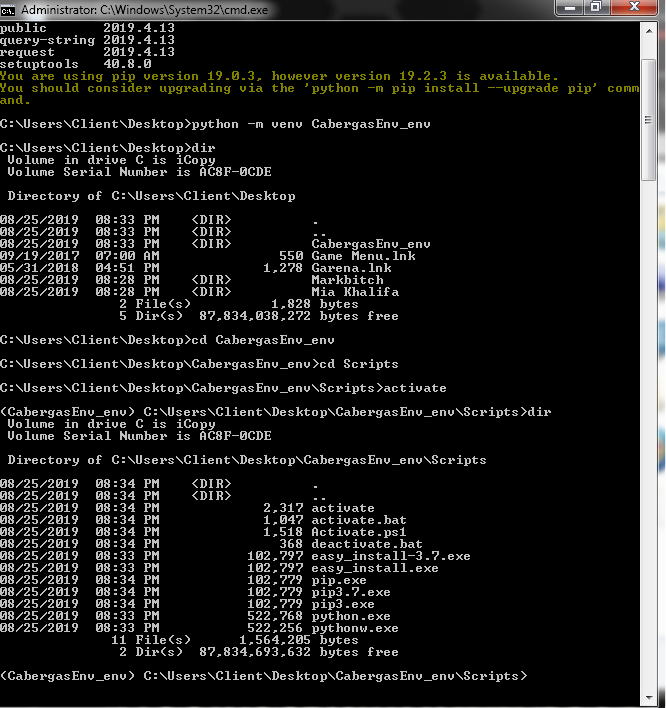 Administrator: C:\Windows\System32\cmd.exe
public 2019.4.13
query-string 2019.4.13
request 2019.4.13
setuptools 40.8.0
You are using pip version 19.0.3, however version 19.2.3 is available.
You should consider upgrading via the 'python -m pip install --upgrade pip' comm
and.
C:\Users\Client\Desktop>python -m venv CabergasEnv_env
C:\Users\Client\Desktop>dir
Volume in drive C is iCopy
Volume Serial Number is AC8F-0CDE
Directory of C:\Users\Client\Desktop
08/25/2019 08:33 PM <DIR> .
08/25/2019 08:33 PM <DIR> ..
08/25/2019 08:33 PM <DIR> CabergasEnv_env
09/19/2017 07:00 AM 550 Game Menu.lnk
05/31/2018 04:51 PM 1,278 Garena.lnk
08/25/2019 08:28 PM <DIR> Markbitch
08/25/2019 08:28 PM <DIR> Mia Khalifa
2 File(s) 1,828 bytes
5 Dir(s) 87,834,038,272 bytes free
C:\Users\Client\Desktop>cd CabergasEnv_env
C:\Users\Client\Desktop\CabergasEnv_env>cd Scripts
C:\Users\Client\Desktop\CabergasEnv_env\Scripts>activate
(CabergasEnv_env) C:\Users\Client\Desktop\CabergasEnv_env\Scripts>dir
Volume in drive C is iCopy
Volume Serial Number is AC8F-0CDE
Directory of C:\Users\Client\Desktop\CabergasEnv_env\Scripts
08/25/2019 08:34 PM <DIR> .
08/25/2019 08:34 PM <DIR> ..
08/25/2019 08:34 PM 2,317 activate
08/25/2019 08:34 PM 1,047 activate.bat
08/25/2019 08:34 PM 1,518 Activate.ps1
08/25/2019 08:34 PM 368 deactivate.bat
08/25/2019 08:33 PM 102,797 easy_install-3.7.exe
08/25/2019 08:33 PM 102,797 easy_install.exe
08/25/2019 08:34 PM 102,779 pip.exe
08/25/2019 08:34 PM 102,779 pip3.7.exe
08/25/2019 08:34 PM 102,779 pip3.exe
08/25/2019 08:33 PM 522,768 python.exe
08/25/2019 08:33 PM 522,256 pythonw.exe
11 File(s) 1,564,205 bytes
2 Dir(s) 87,834,693,632 bytes free
(CabergasEnv_env) C:\Users\Client\Desktop\CabergasEnv_env\Scripts>